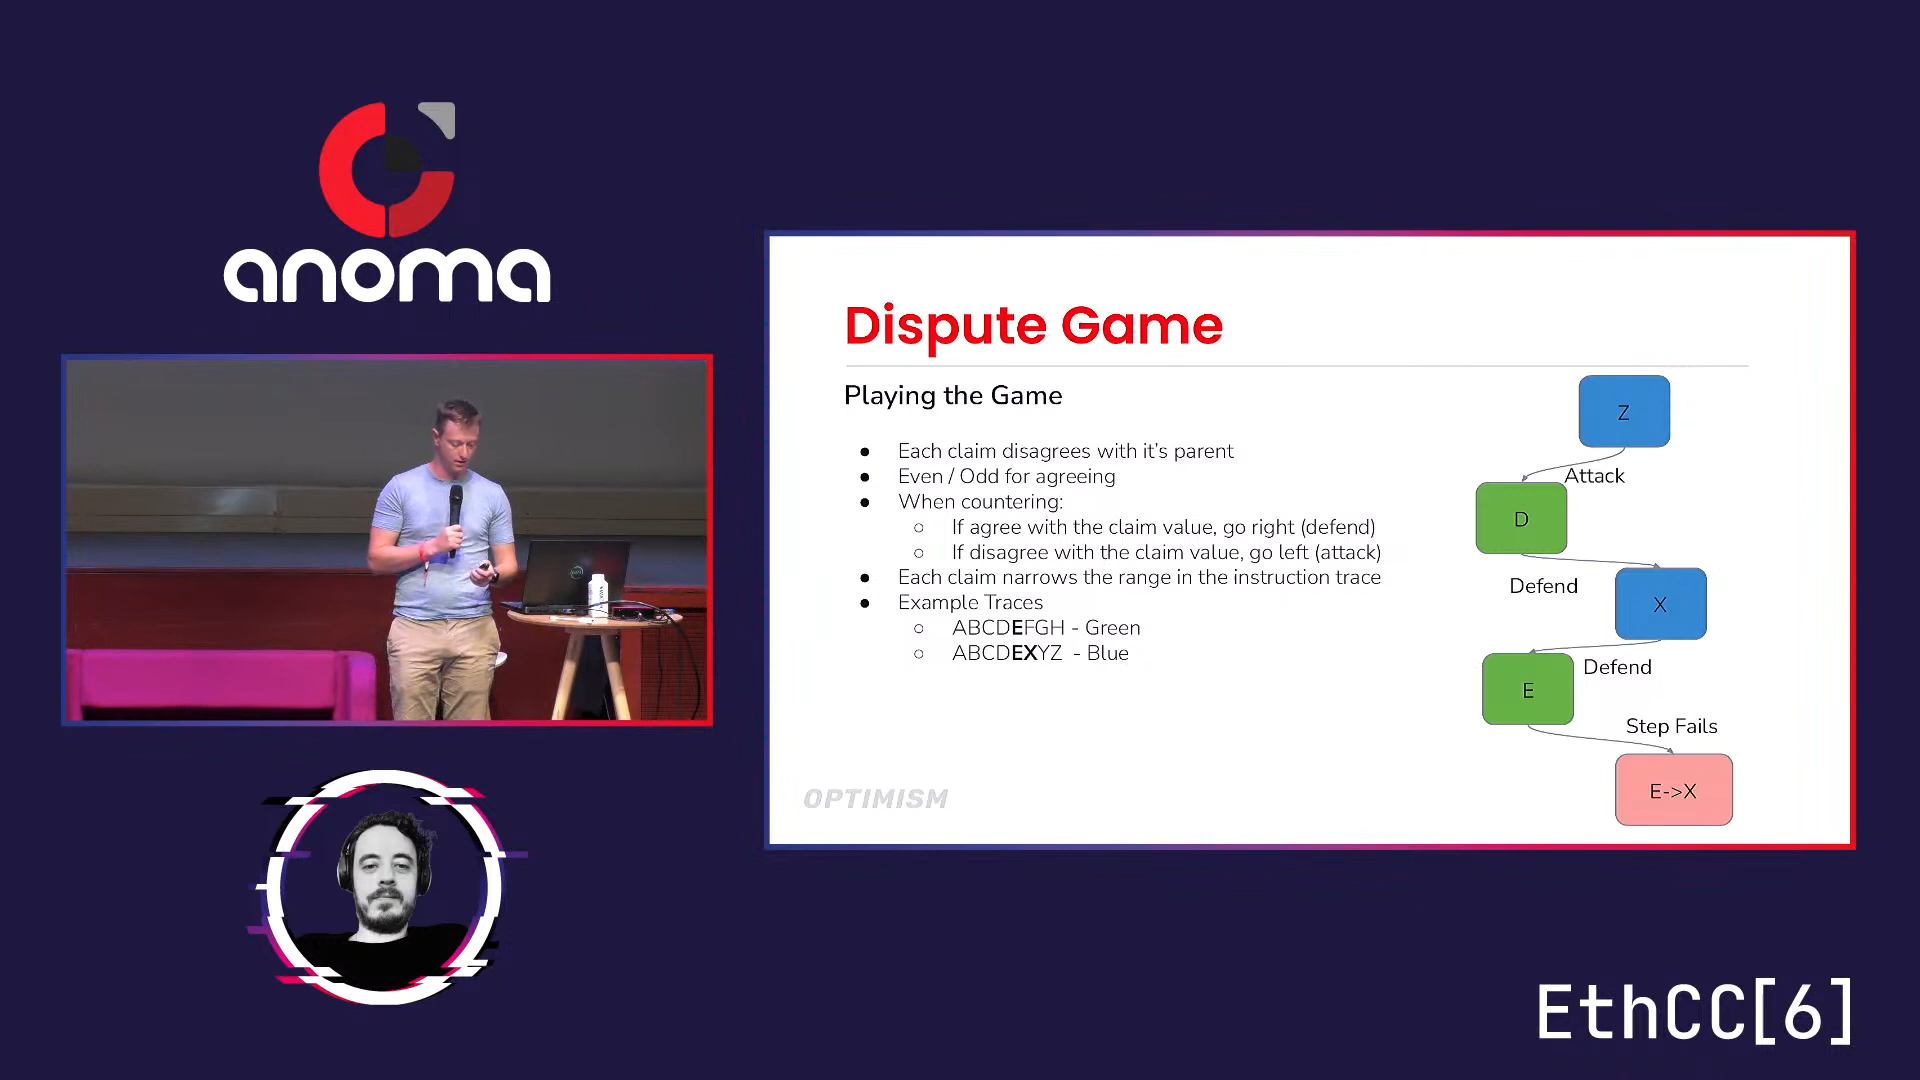 anoma
Dispute Game
Playing the Game
● Each claim disagrees with it's parent
● Even / Odd for agreeing
● When countering:
○ If agree with the claim value, go right (defend)
○ If disagree with the claim value, go left (attack)
● Each claim narrows the range in the instruction trace
● Example Traces
○ ABCDEFGH - Green
○ ABCDEXYZ - Blue
Z
Attack
D
Defend
X
Defend
E
Step Fails
E->X
OPTIMISM
EthCC[6]